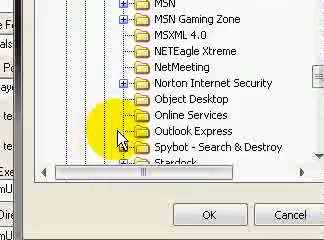 MSN
MSN Gaming Zone
MSXML 4.0
NETEagle Xtreme
NetMeeting
Norton Internet Security
Object Desktop
Online Services
Outlook Express
Spybot - Search & Destroy
Stardock
OK
Cancel